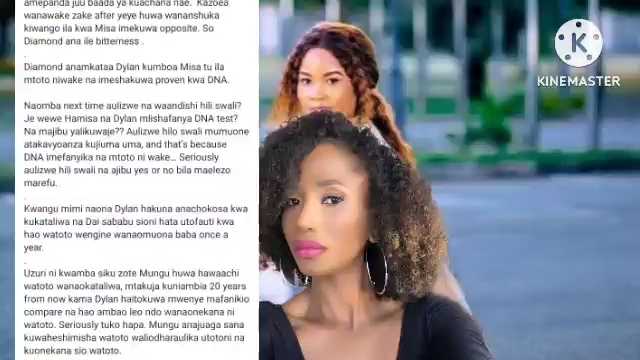 amepanda juu baada ya kuachana nae. Kazoea
wanawake zake after yeye huwa wananshuka
kiwango ila kwa Misa imekuwa opposite. So
Diamond ana ile bitterness .
.
Diamond anamkataa Dylan kumboa Misa tu ila
mtoto niwake na imeshakuwa proven kwa DNA.
Naomba next time aulizwe na waandishi hili swali?
Je wewe Hamisa na Dylan mlishafanya DNA test?
Na majibu yalikuwaje?? Aulizwe hilo swali mumuone
atakavyoanza kujiuma uma, and that's because
DNA imefanyika na mtoto ni wake... Seriously
aulizwe hili swali na ajibu yes or no bila maelezo
marefu.
.
Kwangu mimi naona Dylan hakuna anachokosa kwa
kukataliwa na Dai sababu sioni hata utofauti kwa
hao watoto wengine wanaomuona baba once a
year.
.
Uzuri ni kwamba siku zote Mungu huwa hawaachi
watoto wanaokataliwa, mtakuja kuniambia 20 years
from now kama Dylan haitokuwa mwenye mafanikio
compare na hao ambao leo ndo wanaonekana ni
watoto. Seriously tuko hapa. Mungu anajuaga sana
kuwaheshimisha watoto waliodharaulika utotoni na
kuonekana sio watoto.
K
KINEMASTER